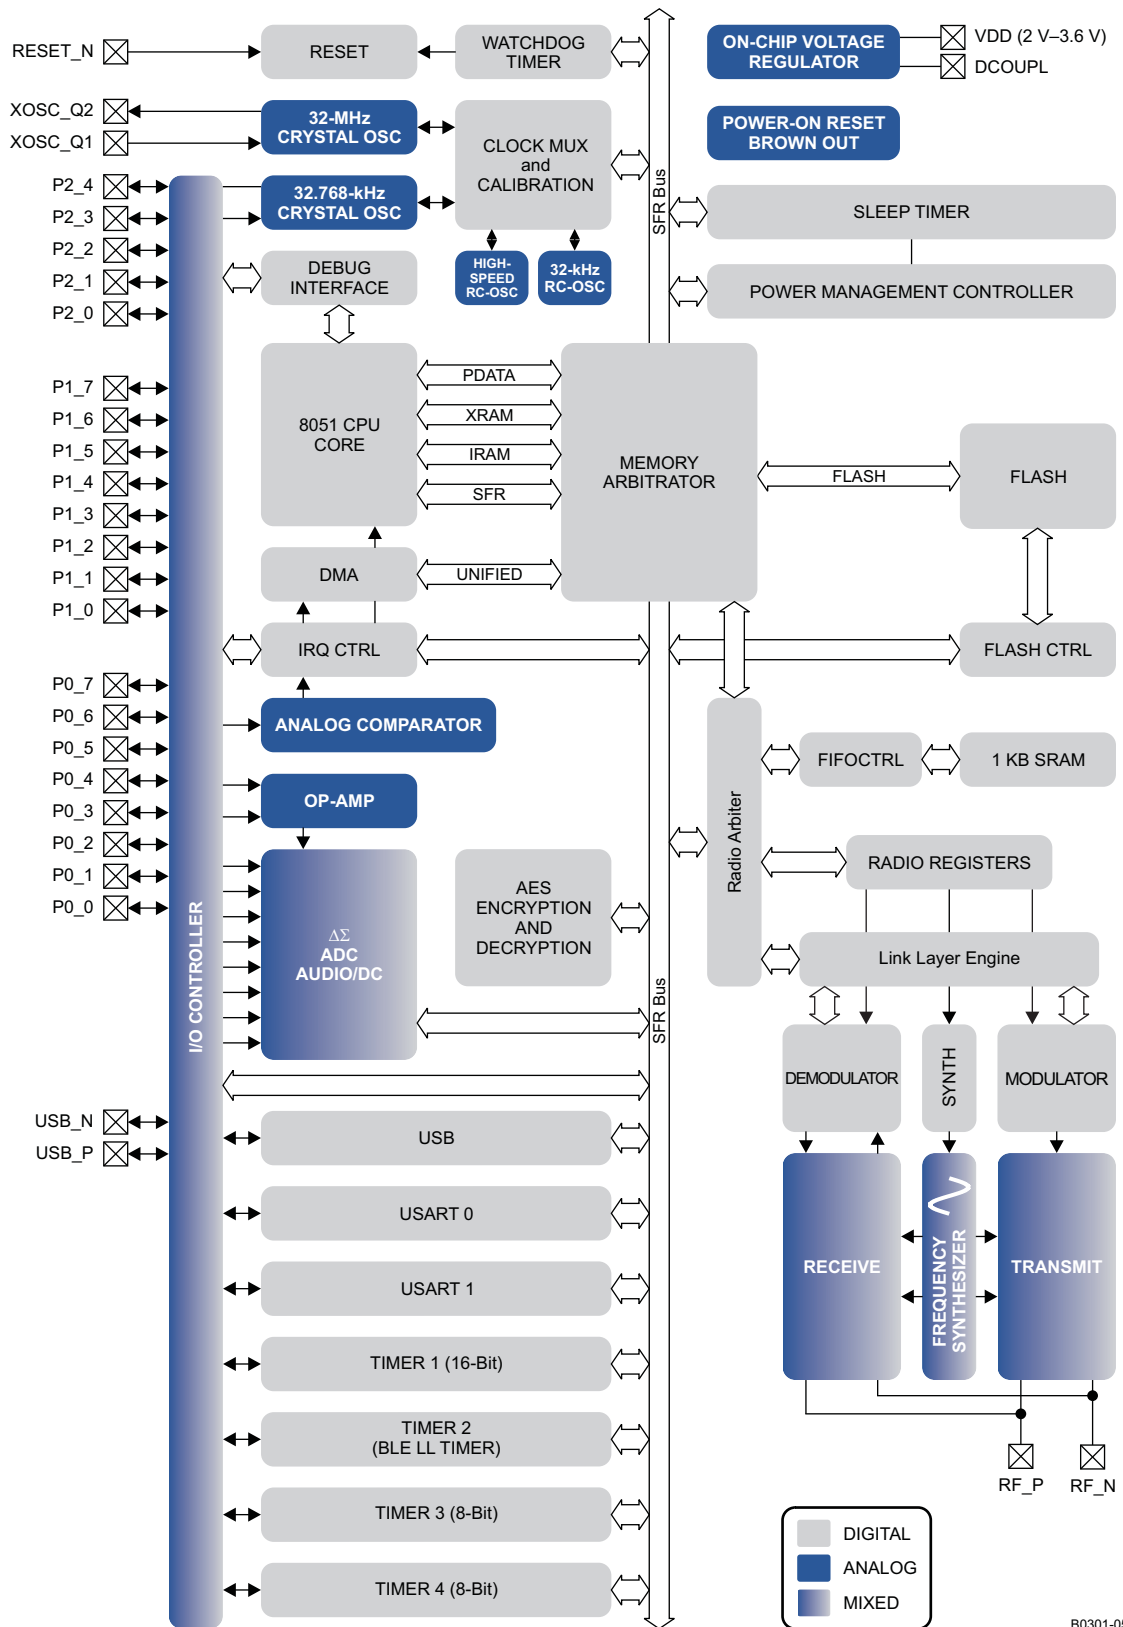 RESET_N
RESET
WATCHDOG
TIMER
ON-CHIP VOLTAGE
REGULATOR
VDD (2 V–3.6 V)
DCOUPL
XOSC_Q2
XOSC_Q1
32-MHz
CRYSTAL OSC
CLOCK MUX
and
CALIBRATION
POWER-ON RESET
BROWN OUT
SFR Bus
P2_4
P2_3
P2_2
P2_1
P2_0
32.768-kHz
CRYSTAL OSC
SLEEP TIMER
DEBUG
INTERFACE
HIGH-
SPEED
RC-OSC
32-kHz
RC-OSC
POWER MANAGEMENT CONTROLLER
P1_7
P1_6
P1_5
P1_4
P1_3
P1_2
P1_1
P1_0
8051 CPU
CORE
PDATA
XRAM
IRAM
SFR
MEMORY
ARBITRATOR
FLASH
FLASH
DMA
UNIFIED
IRQ CTRL
FLASH CTRL
P0_7
P0_6
P0_5
P0_4
P0_3
P0_2
P0_1
P0_0
ANALOG COMPARATOR
OP-AMP
Radio Arbiter
FIFOCTRL
1 KB SRAM
I/O CONTROLLER
ΔΣ
ADC
AUDIO/DC
AES
ENCRYPTION
AND
DECRYPTION
RADIO REGISTERS
Link Layer Engine
SFR Bus
DEMODULATOR
SYNTH
MODULATOR
USB_N
USB_P
USB
USART 0
USART 1
TIMER 1 (16-Bit)
TIMER 2
(BLE LL TIMER)
TIMER 3 (8-Bit)
TIMER 4 (8-Bit)
RECEIVE
FREQUENCY
SYNTHESIZER
TRANSMIT
RF_P
RF_N
DIGITAL
ANALOG
MIXED